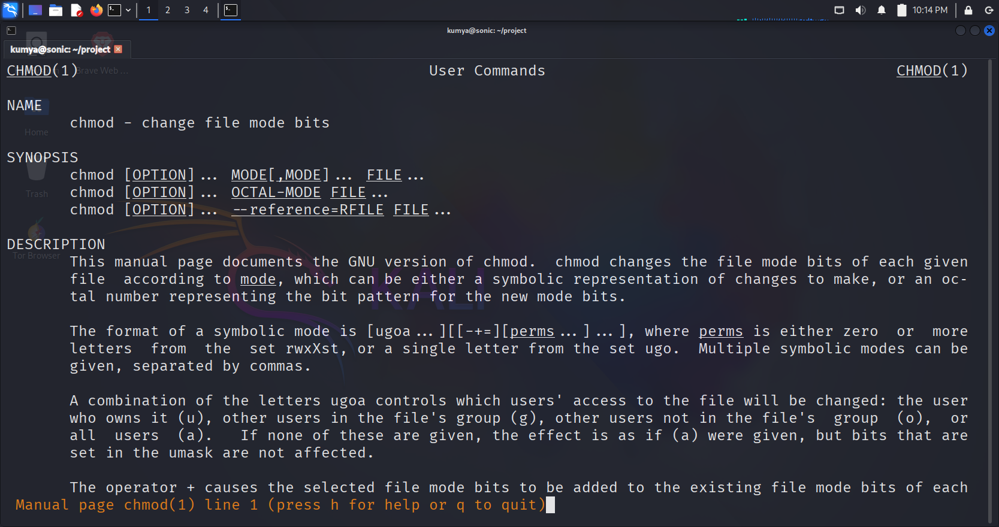 1 2 3 4
10:14 PM
kumya@sonic: ~/project
kumya@sonic: ~/project
CHMOD(1) User Commands CHMOD(1)
Brave Web ...
NAME
chmod - change file mode bits
Home
SYNOPSIS
chmod [OPTION]... MODE[,MODE]... FILE...
chmod [OPTION]... OCTAL-MODE FILE...
Trash
chmod [OPTION]... --reference=RFILE FILE...
DESCRIPTION
Tor Browser
This manual page documents the GNU version of chmod. chmod changes the file mode bits of each given
file according to mode, which can be either a symbolic representation of changes to make, or an oc-
tal number representing the bit pattern for the new mode bits.
KALI
The format of a symbolic mode is [ugoa...][[-+=][perms...]...], where perms is either zero or more
letters from the set rwxXst, or a single letter from the set ugo. Multiple symbolic modes can be
given, separated by commas.
A combination of the letters ugoa controls which users' access to the file will be changed: the user
who owns it (u), other users in the file's group (g), other users not in the file's group (o), or
all users (a). If none of these are given, the effect is as if (a) were given, but bits that are
set in the umask are not affected.
The operator + causes the selected file mode bits to be added to the existing file mode bits of each
Manual page chmod(1) line 1 (press h for help or q to quit)